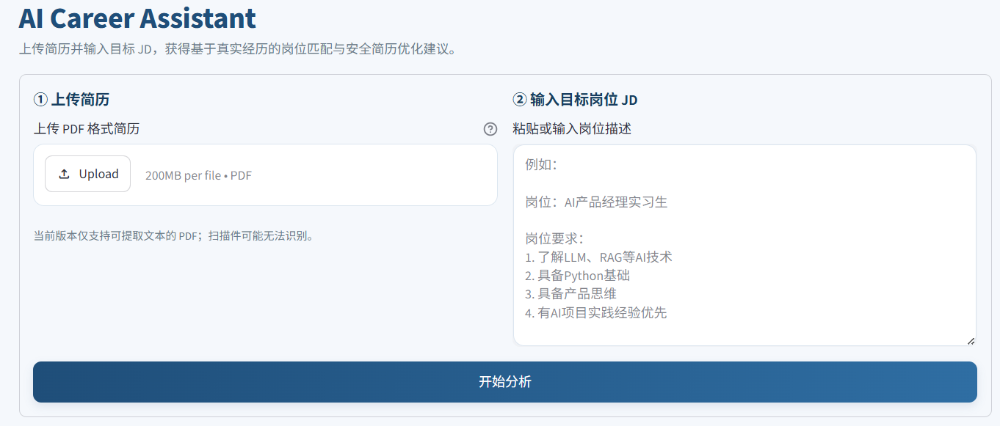 AI Career Assistant
上传简历并输入目标 JD，获得基于真实经历的岗位匹配与安全简历优化建议。
① 上传简历
上传 PDF 格式简历
Upload
200MB per file • PDF
当前版本仅支持可提取文本的 PDF；扫描件可能无法识别。
② 输入目标岗位 JD
粘贴或输入岗位描述
例如：
岗位：AI产品经理实习生
岗位要求：
1. 了解LLM、RAG等AI技术
2. 具备Python基础
3. 具备产品思维
4. 有AI项目实践经验优先
开始分析